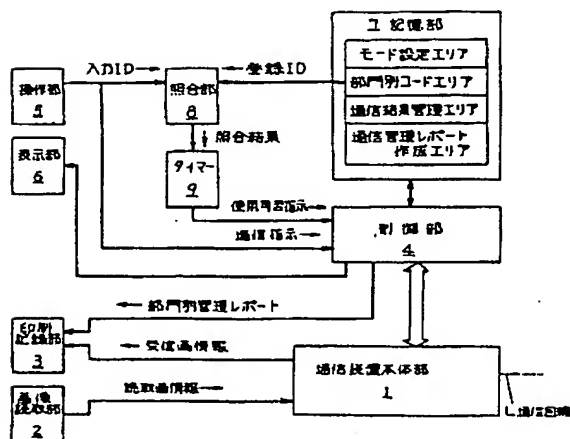 7 記憶部
モード設定エリア
部門別コードエリア
通信結果管理エリア
通信管理レポート
作成エリア
入力ID
登録ID
操作部
5
照合部
8
照合結果
表示部
6
タイマー
9
使用可否指示
通信指示
制御部
4
部門別管理レポート
印刷
記録部
3
受信画情報
通信装置本体部
1
読取画情報
画像
読取部
2
L 通信回線